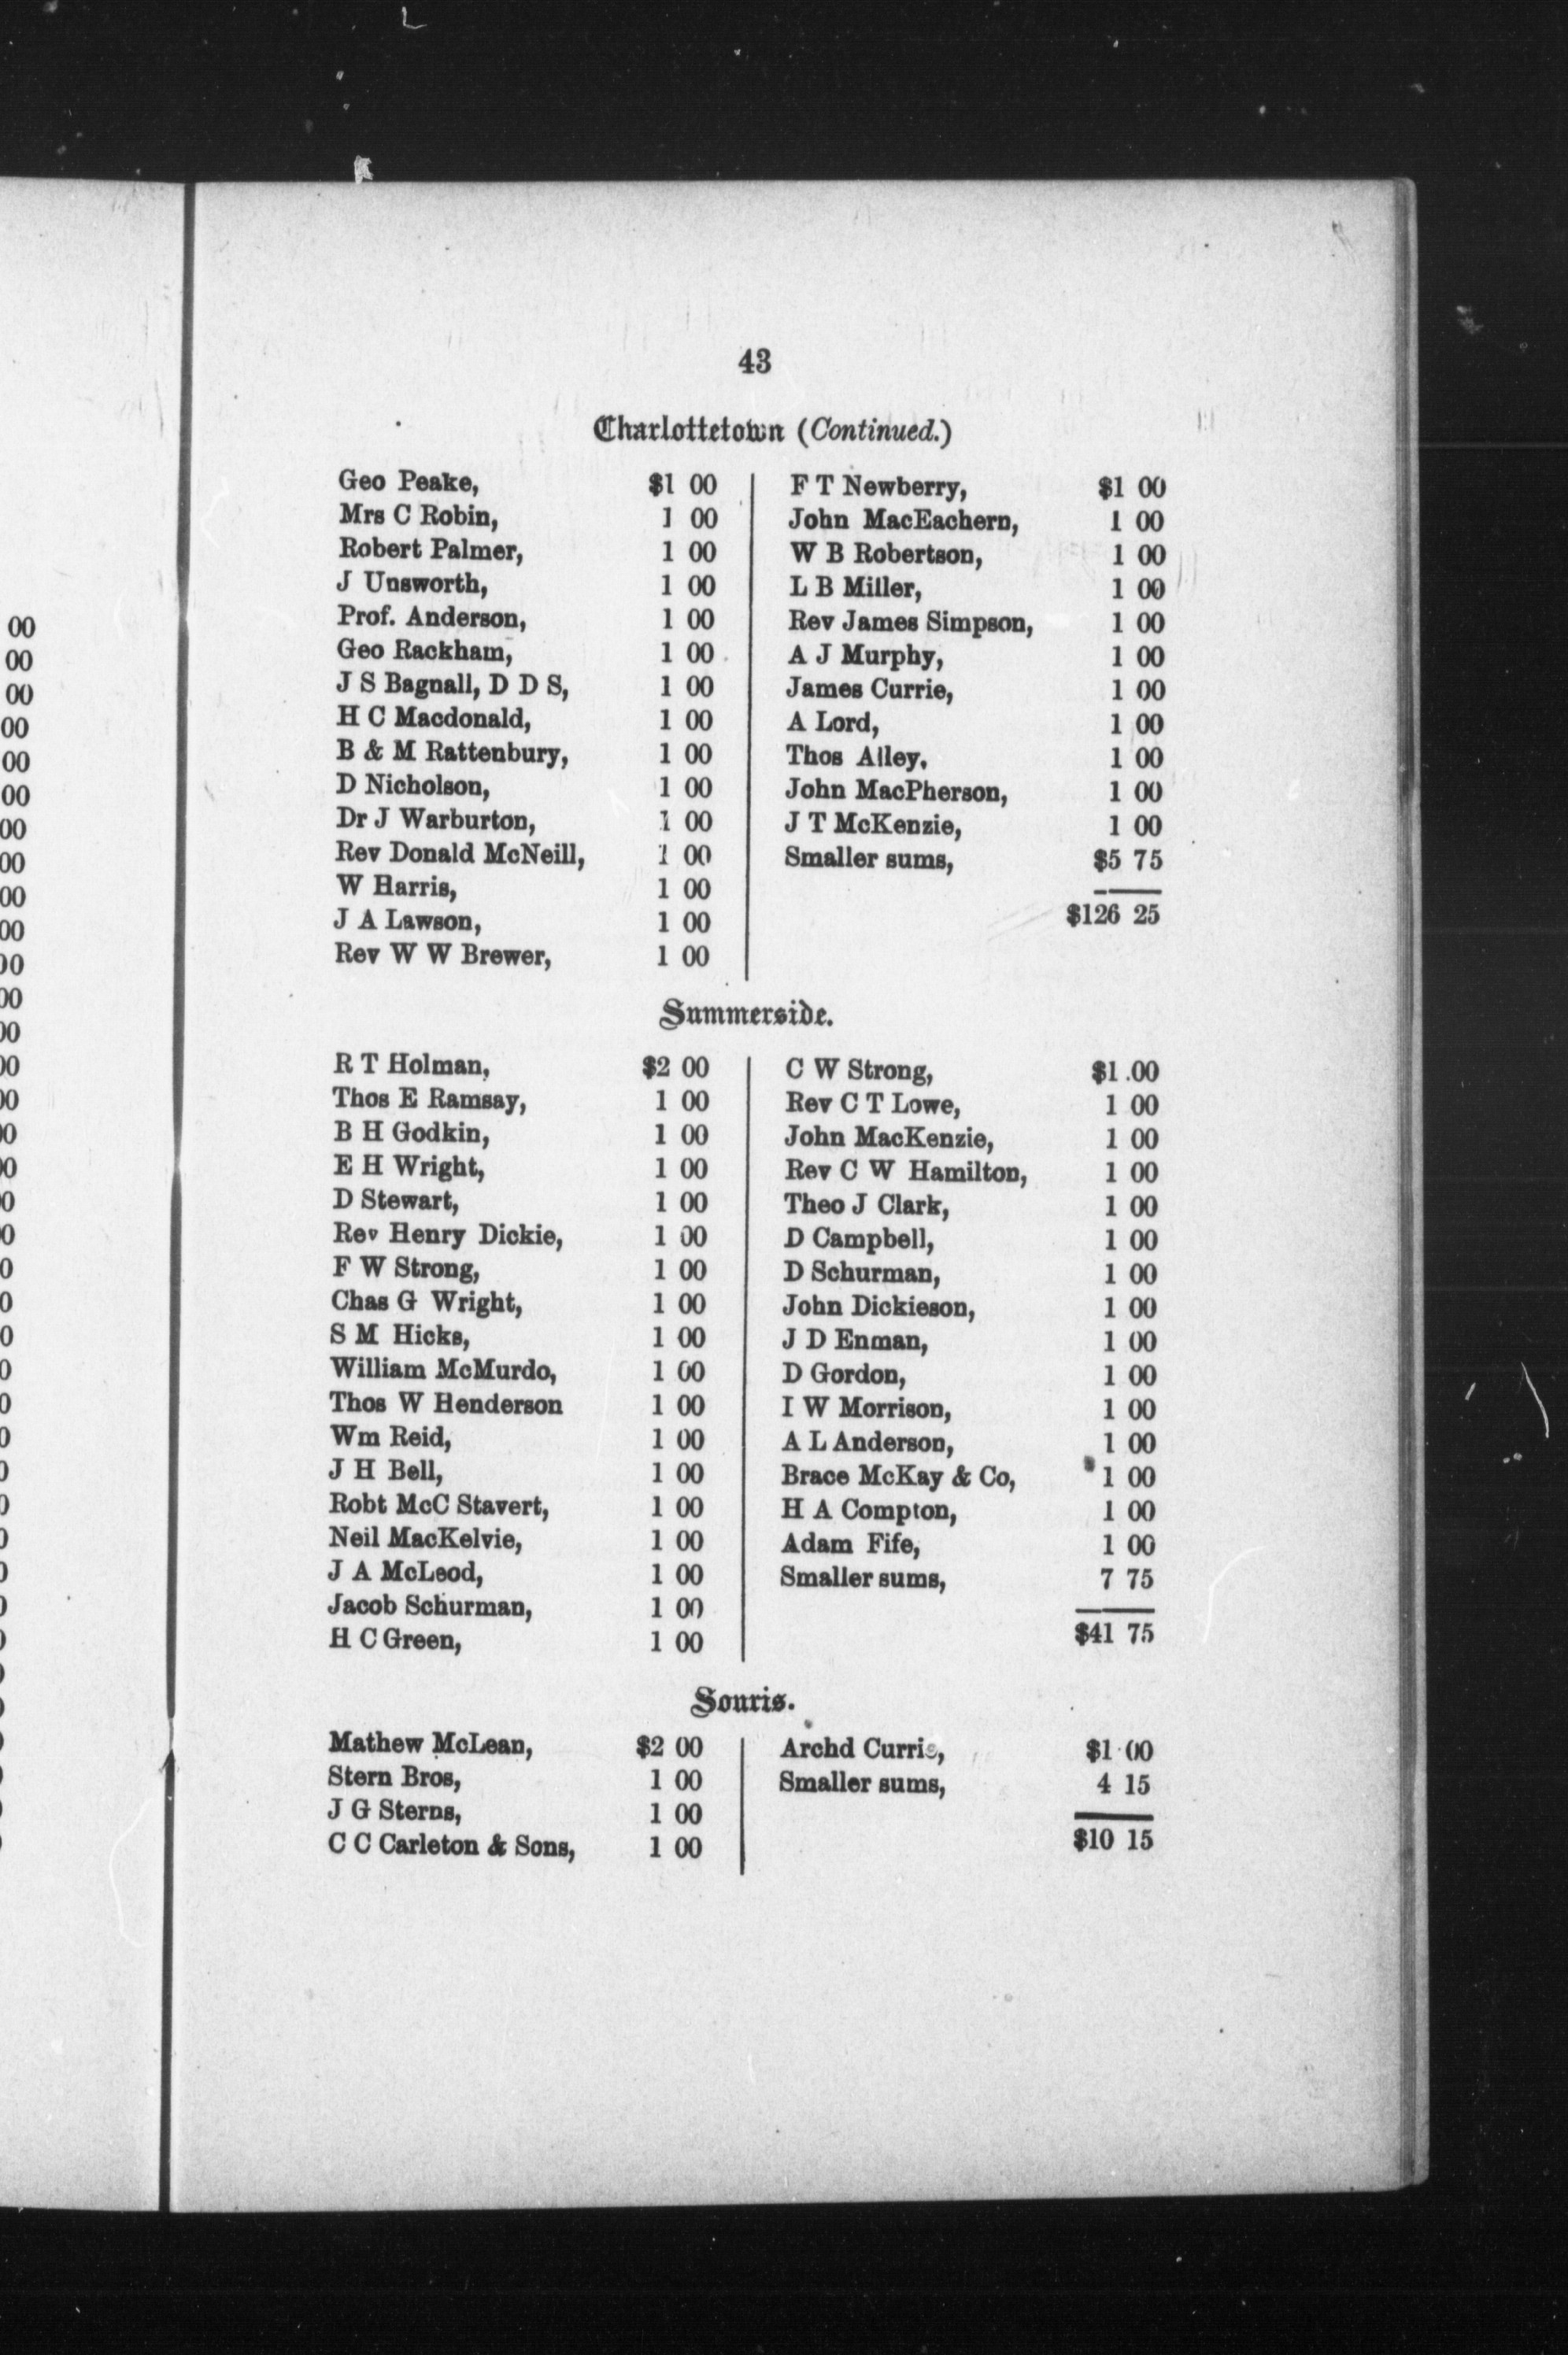 43
Charlottetown (Continued.)
Geo Peake, $1 00
Mrs C Robin, 1 00
Robert Palmer, 1 00
J Unsworth, 1 00
Prof. Anderson, 1 00
Geo Rackham, 1 00
J S Bagnall, D D S, 1 00
H C Macdonald, 1 00
B & M Rattenbury, 1 00
D Nicholson, 1 00
Dr J Warburton, 1 00
Rev Donald McNeill, 1 00
W Harris, 1 00
J A Lawson, 1 00
Rev W W Brewer, 1 00
F T Newberry, $1 00
John MacEachern, 1 00
W B Robertson, 1 00
L B Miller, 1 00
Rev James Simpson, 1 00
A J Murphy, 1 00
James Currie, 1 00
A Lord, 1 00
Thos Alley, 1 00
John MacPherson, 1 00
J T McKenzie, 1 00
Smaller sums, $5 75
$126 25
Summerside.
R T Holman, $2 00
Thos E Ramsay, 1 00
B H Godkin, 1 00
E H Wright, 1 00
D Stewart, 1 00
Rev Henry Dickie, 1 00
F W Strong, 1 00
Chas G Wright, 1 00
S M Hicks, 1 00
William McMurdo, 1 00
Thos W Henderson 1 00
Wm Reid, 1 00
J H Bell, 1 00
Robt McC Stavert, 1 00
Neil MacKelvie, 1 00
J A McLeod, 1 00
Jacob Schurman, 1 00
H C Green, 1 00
C W Strong, $1.00
Rev C T Lowe, 1 00
John MacKenzie, 1 00
Rev C W Hamilton, 1 00
Theo J Clark, 1 00
D Campbell, 1 00
D Schurman, 1 00
John Dickieson, 1 00
J D Enman, 1 00
D Gordon, 1 00
I W Morrison, 1 00
A L Anderson, 1 00
Brace McKay & Co, 1 00
H A Compton, 1 00
Adam Fife, 1 00
Smaller sums, 7 75
$41 75
Souris.
Mathew McLean, $2 00
Stern Bros, 1 00
J G Sterns, 1 00
C C Carleton & Sons, 1 00
Archd Currie, $1 00
Smaller sums, 4 15
$10 15